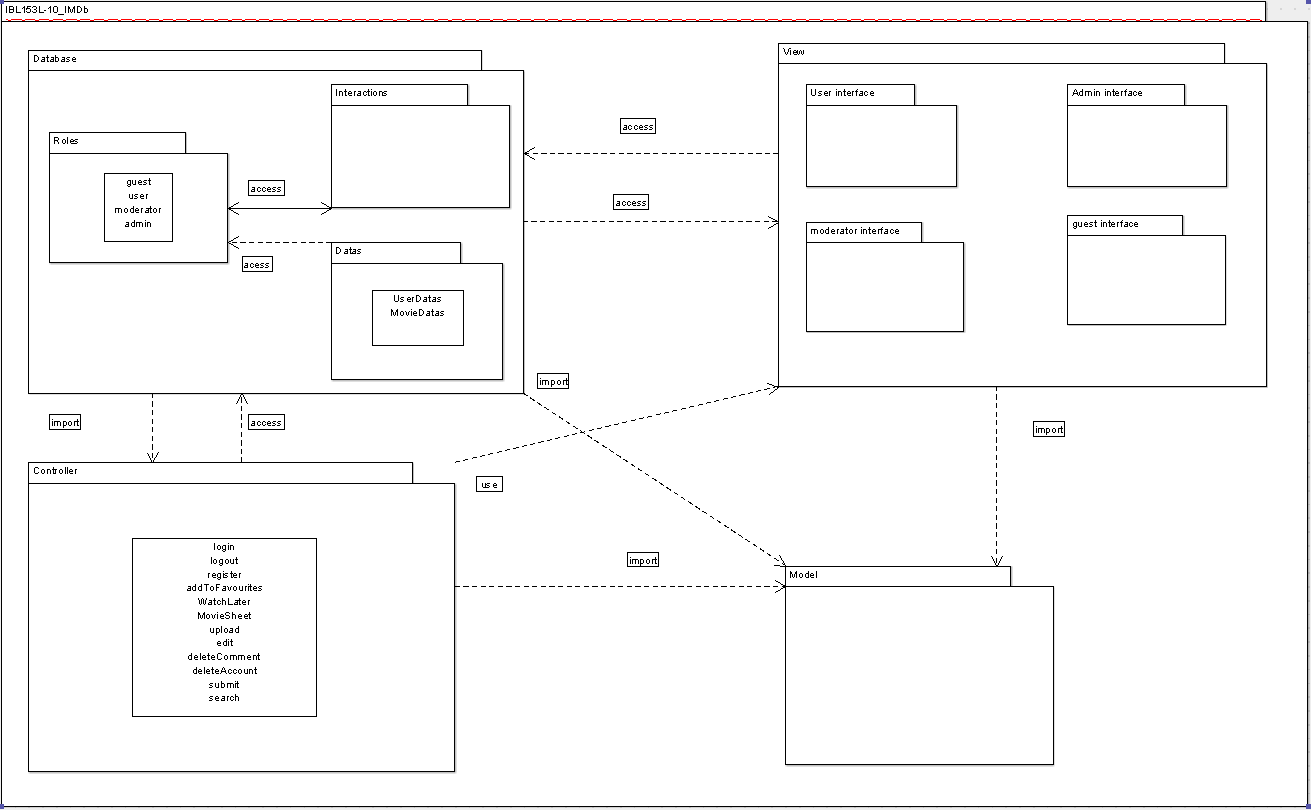 IBL153L-10_IMDb
Database
View
Interactions
User interface
Admin interface
access
Roles
guest
user
moderator
admin
access
access
moderator interface
guest interface
Datas
acess
UserDatas
MovieDatas
import
import
access
import
Controller
use
login
logout
register
addToFavourites
WatchLater
MovieSheet
upload
edit
deleteComment
deleteAccount
submit
search
import
Model